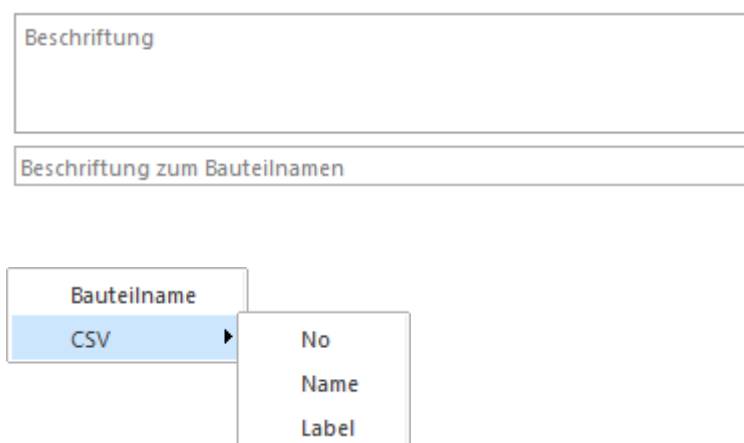 Beschriftung
Beschriftung zum Bauteilnamen
Bauteilname
CSV
No
Name
Label